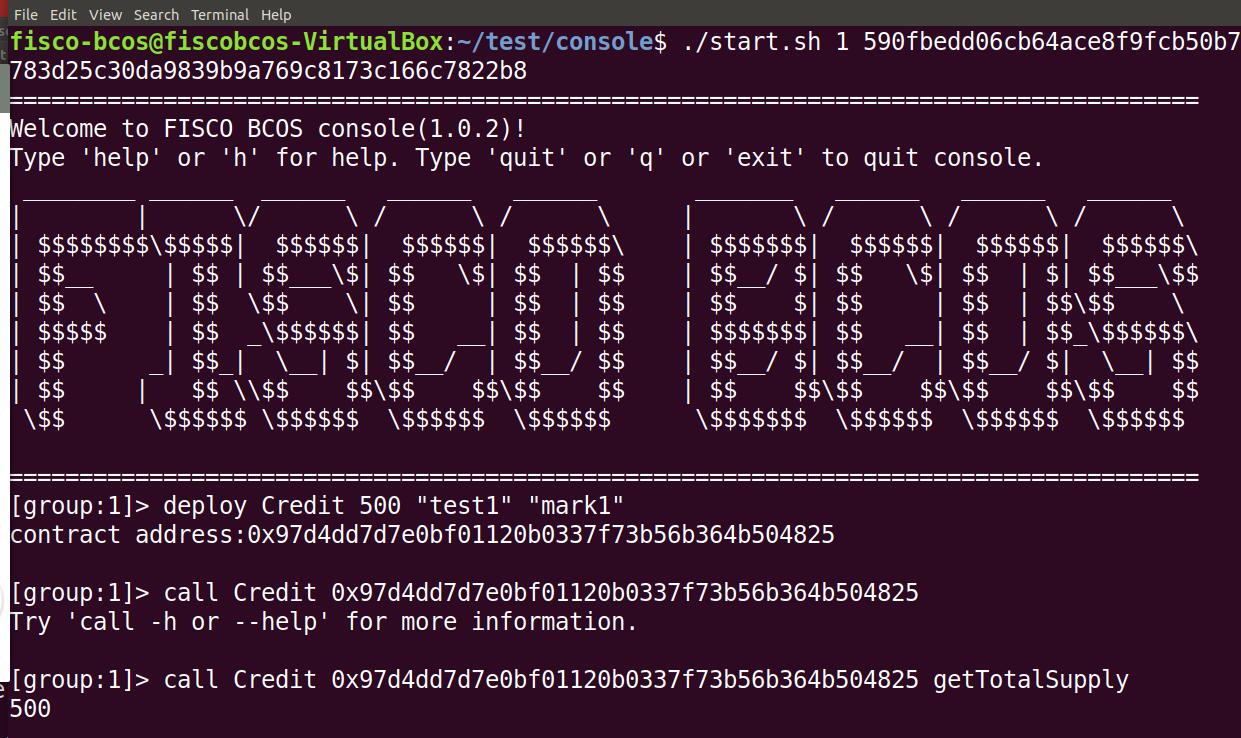 File Edit View Search Terminal Help
fisco-bcos@fiscobcos-VirtualBox:~/test/console$ ./start.sh 1 590fbedd06cb64ace8f9fcb50b7
783d25c30da9839b9a769c8173c166c7822b8
=====================================================================================
Welcome to FISCO BCOS console(1.0.2)!
Type 'help' or 'h' for help. Type 'quit' or 'q' or 'exit' to quit console.
 ________ ______  ______   ______   ______       _______   ______   ______   ______  
|        |      \/      \ /      \ /      \     |       \ /      \ /      \ /      \ 
| $$$$$$$$\$$$$$|  $$$$$$|  $$$$$$|  $$$$$$\    | $$$$$$$|  $$$$$$|  $$$$$$|  $$$$$$\
| $$__     | $$ | $$___\$| $$   \$| $$  | $$    | $$__/ $| $$   \$| $$  | $| $$___\$$
| $$  \    | $$  \$$    \| $$     | $$  | $$    | $$    $| $$     | $$  | $$\$$    \ 
| $$$$$    | $$  _\$$$$$$| $$   __| $$  | $$    | $$$$$$$| $$   __| $$  | $$_\$$$$$$\
| $$      _| $$_|  \__| $| $$__/  | $$__/ $$    | $$__/ $| $$__/  | $$__/ $|  \__| $$
| $$     |   $$ \\$$    $$\$$    $$\$$    $$    | $$    $$\$$    $$\$$    $$\$$    $$
 \$$      \$$$$$$ \$$$$$$  \$$$$$$  \$$$$$$      \$$$$$$$  \$$$$$$  \$$$$$$  \$$$$$$ 
=====================================================================================
[group:1]> deploy Credit 500 "test1" "mark1"
contract address:0x97d4dd7d7e0bf01120b0337f73b56b364b504825
[group:1]> call Credit 0x97d4dd7d7e0bf01120b0337f73b56b364b504825
Try 'call -h or --help' for more information.
[group:1]> call Credit 0x97d4dd7d7e0bf01120b0337f73b56b364b504825 getTotalSupply
500